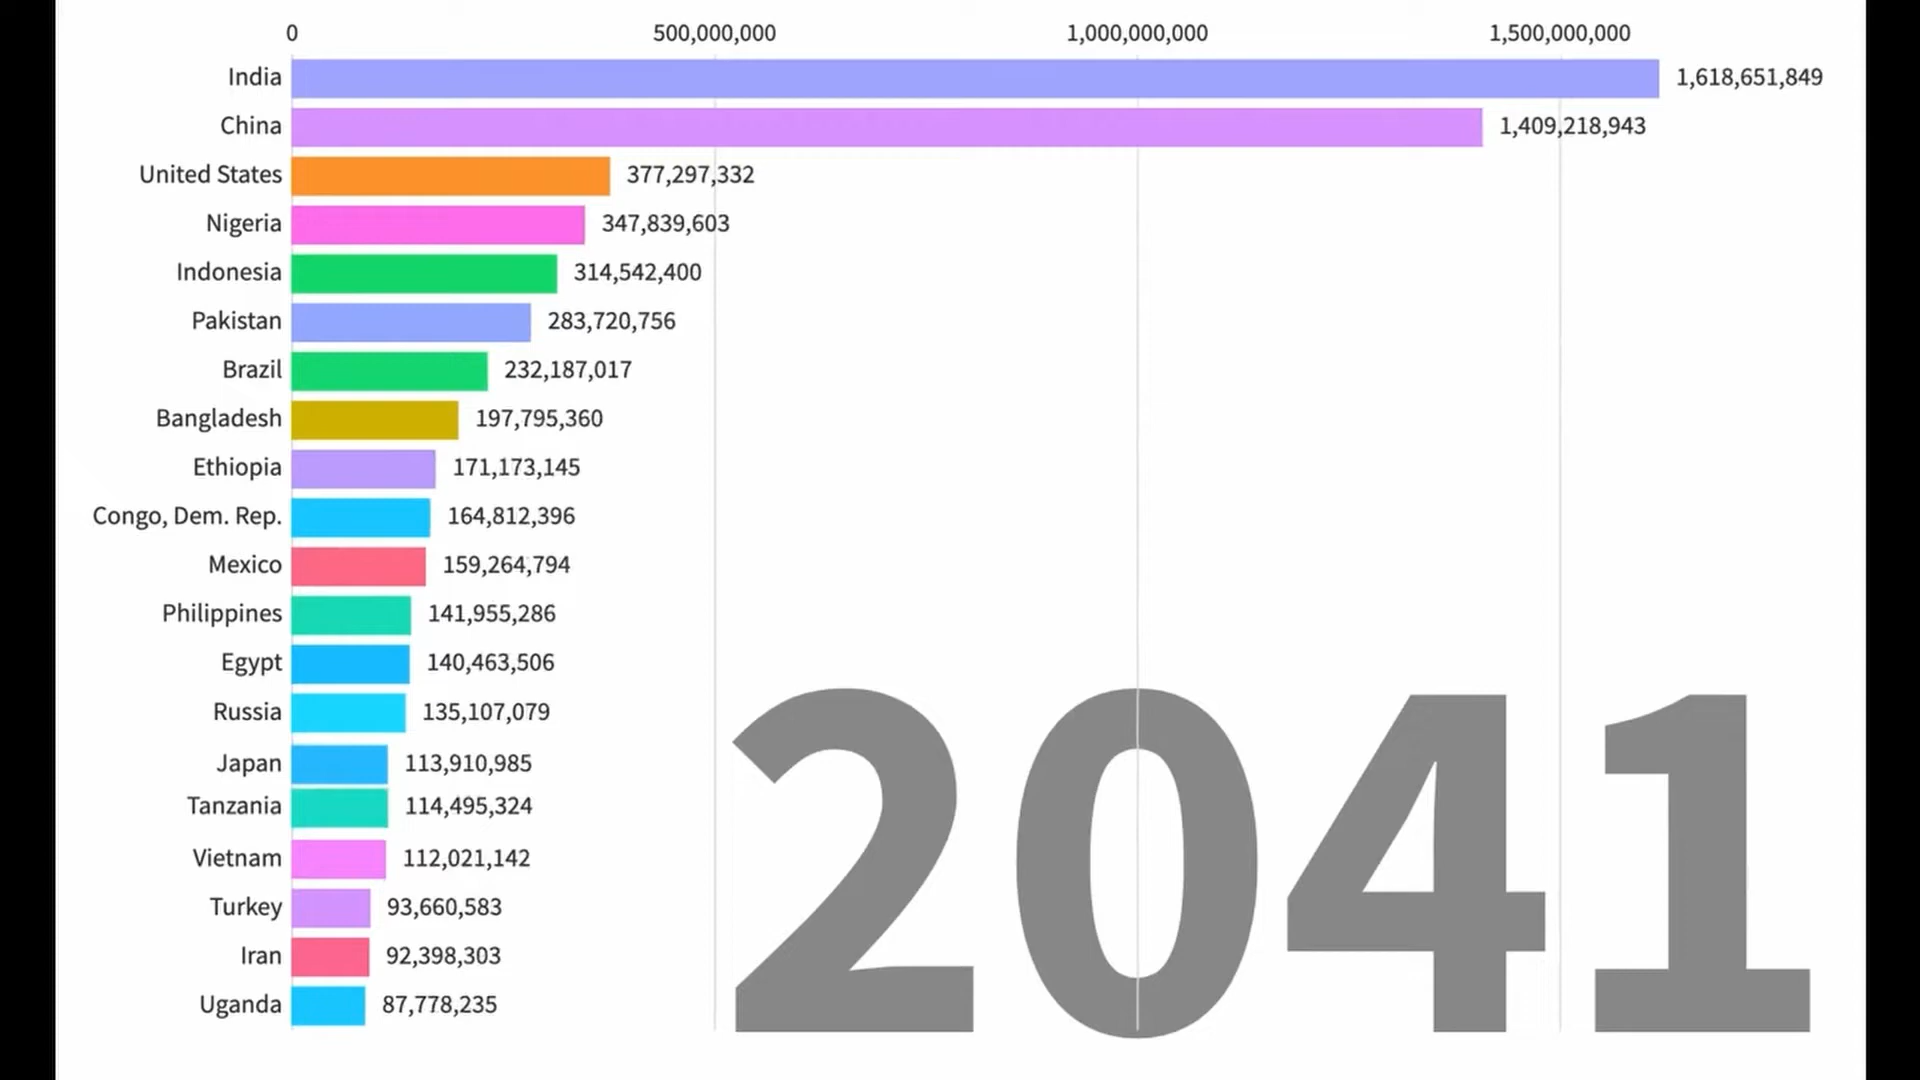 0 500,000,000 1,000,000,000 1,500,000,000
India 1,618,651,849
China 1,409,218,943
United States 377,297,332
Nigeria 347,839,603
Indonesia 314,542,400
Pakistan 283,720,756
Brazil 232,187,017
Bangladesh 197,795,360
Ethiopia 171,173,145
Congo, Dem. Rep. 164,812,396
Mexico 159,264,794
Philippines 141,955,286
Egypt 140,463,506
Russia 135,107,079
Japan 113,910,985
Tanzania 114,495,324
Vietnam 112,021,142
Turkey 93,660,583
Iran 92,398,303
Uganda 87,778,235
2041